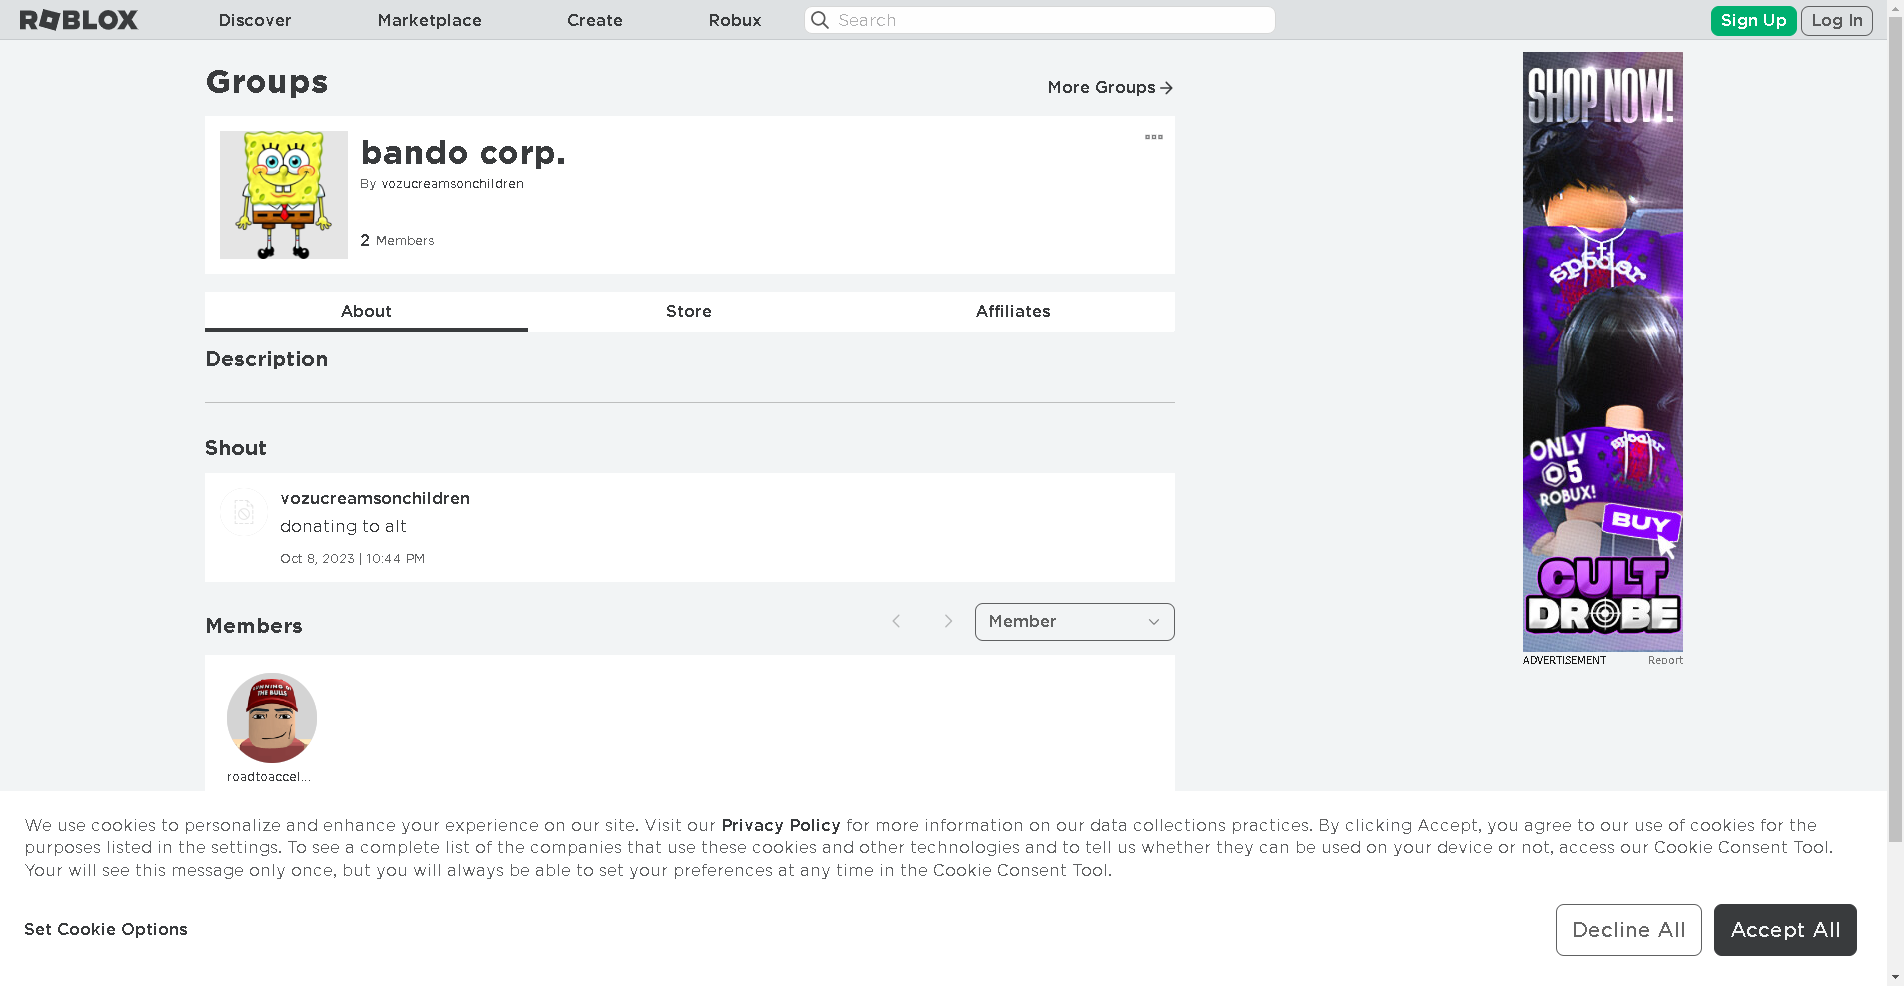 ROBLOX
Discover
Marketplace
Create
Robux
Search
Sign Up
Log In
Groups
More Groups
bando corp.
By vozucreamsonchildren
2 Members
About
Store
Affiliates
Description
Shout
vozucreamsonchildren
donating to alt
Oct 8, 2023 | 10:44 PM
Members
Member
RUNNING OF
THE BULLS
roadtoaccel...
SHOP NOW!
spider
spider
ONLY
5
ROBUX!
BUY
CULT
DROBE
ADVERTISEMENT
Report
We use cookies to personalize and enhance your experience on our site. Visit our Privacy Policy for more information on our data collections practices. By clicking Accept, you agree to our use of cookies for the
purposes listed in the settings. To see a complete list of the companies that use these cookies and other technologies and to tell us whether they can be used on your device or not, access our Cookie Consent Tool.
Your will see this message only once, but you will always be able to set your preferences at any time in the Cookie Consent Tool.
Set Cookie Options
Decline All
Accept All